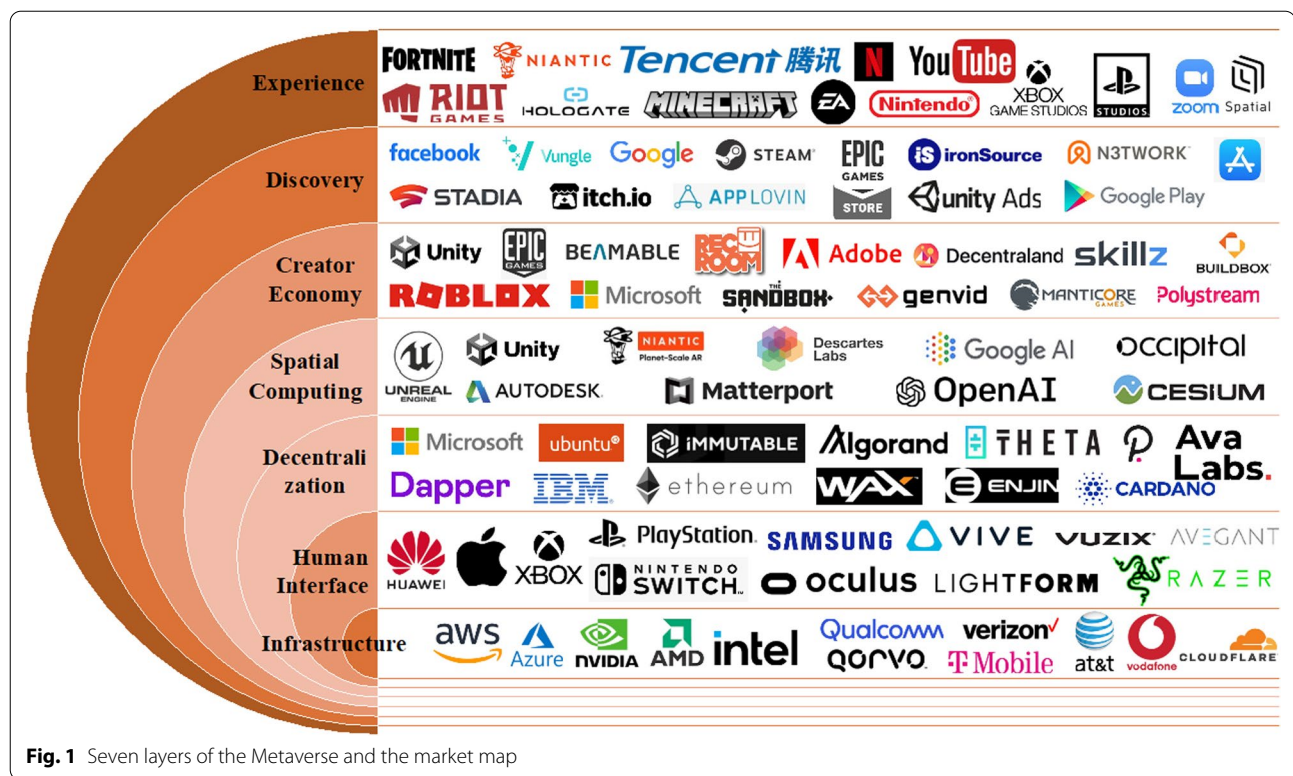 Experience
FORTNITE NIANTIC Tencent 腾讯 N YouTube XBOX GAME STUDIOS STUDIOS zoom Spatial
RIOT GAMES HOLOGATE MINECRAFT EA Nintendo®
Discovery
facebook Vungle Google STEAM® EPIC GAMES STORE iS ironSource N3TWORK™
STADIA itch.io APPLOVIN unity Ads Google Play
Creator
Economy
Unity EPIC GAMES BEAMABLE REC ROOM Adobe Decentraland skillz BUILDBOX
ROBLOX Microsoft THE SANDBOX genvid MANTICORE GAMES Polystream
Spatial
Computing
UNREAL ENGINE Unity NIANTIC Planet-Scale AR Descartes Labs Google AI occipital
AUTODESK. Matterport OpenAI CESIUM
Decentrali
zation
Microsoft ubuntu® iMMUTABLE Algorand THETA Ava Labs.
Dapper IBM ethereum WAX ENJIN CARDANO
Human
Interface
HUAWEI XBOX PlayStation. SAMSUNG VIVE VUZIX AVEGANT
NINTENDO SWITCH™ oculus LIGHTFORM RAZER
Infrastructure
aws Azure NVIDIA AMD intel Qualcomm verizon✓ at&t vodafone CLOUDFLARE
QORVO T Mobile
Fig. 1 Seven layers of the Metaverse and the market map